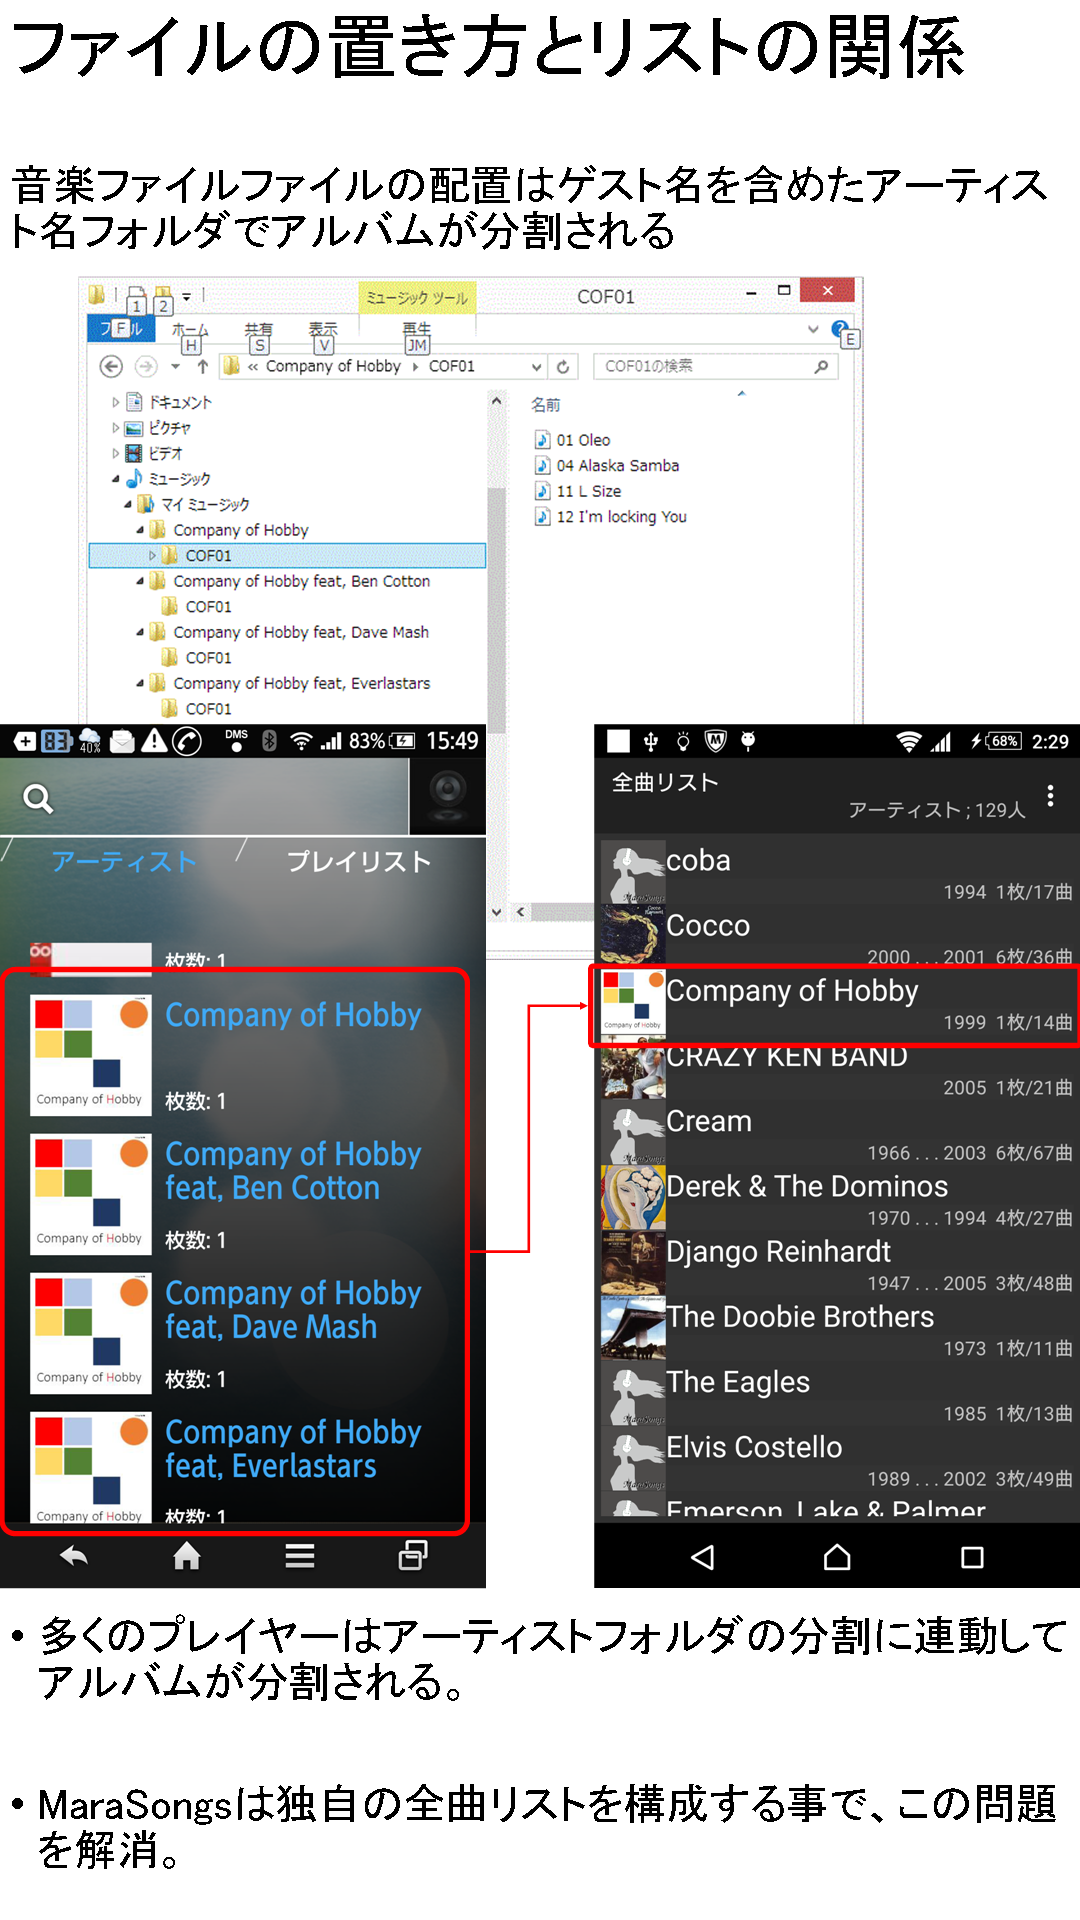 ファイルの置き方とリストの関係
音楽ファイルファイルの配置はゲスト名を含めたアーティス
ト名フォルダでアルバムが分割される
1 2
ミュージック ツール
COF01
ファイル F
ホーム
共有
表示
再生
H S V JM E
« Company of Hobby
COF01
COF01の検索
ドキュメント
ピクチャ
ビデオ
ミュージック
マイ ミュージック
Company of Hobby
COF01
Company of Hobby feat, Ben Cotton
COF01
Company of Hobby feat, Dave Mash
COF01
Company of Hobby feat, Everlastars
COF01
名前
01 Oleo
04 Alaska Samba
11 L Size
12 I'm locking You
83 40% DMS 83% 15:49
アーティスト
プレイリスト
枚数: 1
Company of Hobby
Company of Hobby
枚数: 1
Company of Hobby
Company of Hobby
feat, Ben Cotton
枚数: 1
Company of Hobby
Company of Hobby
feat, Dave Mash
枚数: 1
Company of Hobby
Company of Hobby
feat, Everlastars
枚数: 1
68% 2:29
全曲リスト
アーティスト ; 129人
coba
1994 1枚/17曲
Cocco
2000 . . . 2001 6枚/36曲
Company of Hobby
Company of Hobby
1999 1枚/14曲
CRAZY KEN BAND
2005 1枚/21曲
Cream
1966 . . . 2003 6枚/67曲
Derek & The Dominos
1970 . . . 1994 4枚/27曲
Django Reinhardt
1947 . . . 2005 3枚/48曲
The Doobie Brothers
1973 1枚/11曲
The Eagles
1985 1枚/13曲
Elvis Costello
1989 . . . 2002 3枚/49曲
Emerson, Lake & Palmer
• 多くのプレイヤーはアーティストフォルダの分割に連動して
アルバムが分割される。
• MaraSongsは独自の全曲リストを構成する事で、この問題
を解消。